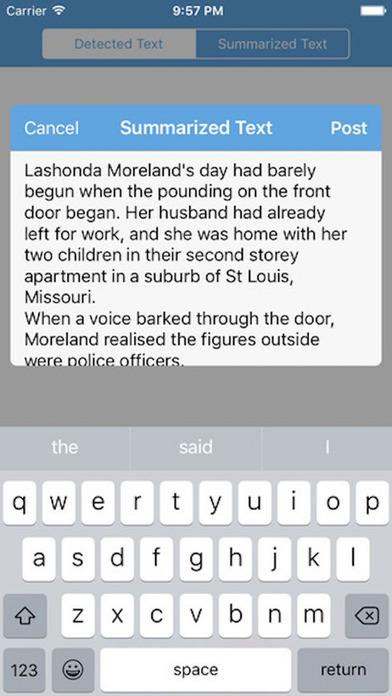 Carrier 9:57 PM
Detected Text Summarized Text
Cancel Summarized Text Post
Lashonda Moreland's day had barely
begun when the pounding on the front
door began. Her husband had already
left for work, and she was home with her
two children in their second storey
apartment in a suburb of St Louis,
Missouri.
When a voice barked through the door,
Moreland realised the figures outside
were police officers.
the said I
q w e r t y u i o p
a s d f g h j k l
z x c v b n m
123 space return